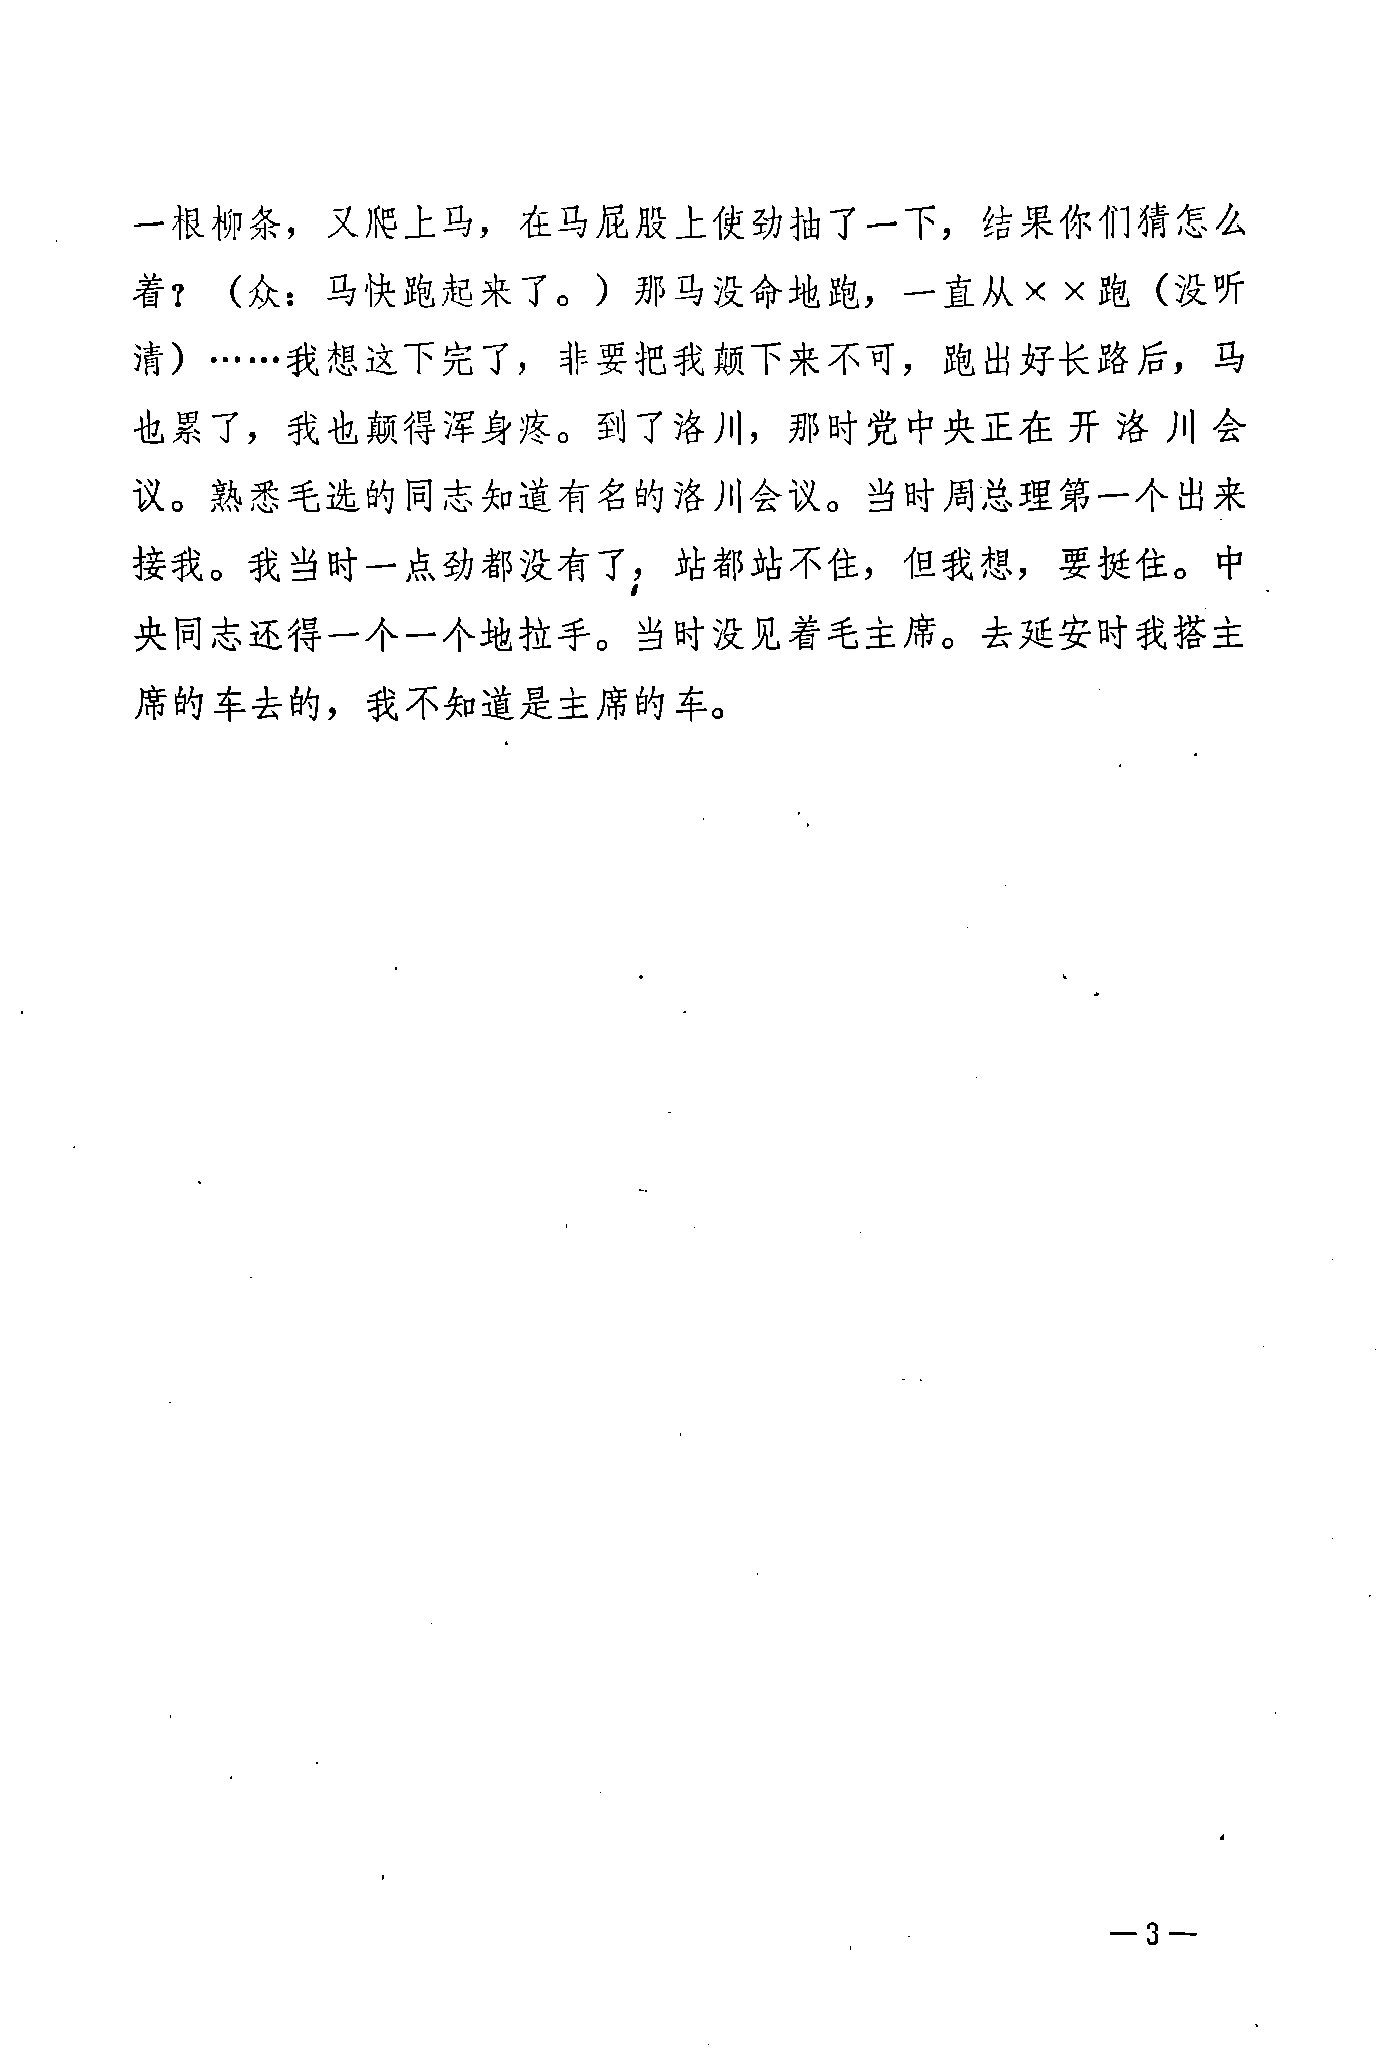 一根柳条，又爬上马，在马屁股上使劲抽了一下，结果你们猜怎么
着？（众：马快跑起来了。）那马没命地跑，一直从××跑（没听
清）……我想这下完了，非要把我颠下来不可，跑出好长路后，马
也累了，我也颠得浑身疼。到了洛川，那时党中央正在开洛川会
议。熟悉毛选的同志知道有名的洛川会议。当时周总理第一个出来
接我。我当时一点劲都没有了，站都站不住，但我想，要挺住。中
央同志还得一个一个地拉手。当时没见着毛主席。去延安时我搭主
席的车去的，我不知道是主席的车。
—3—